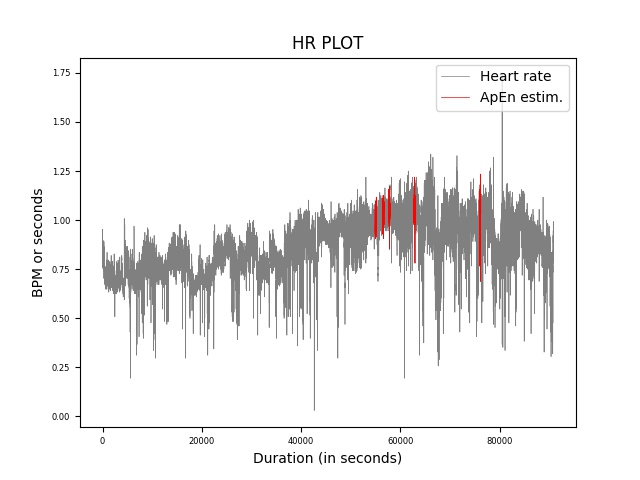 HR PLOT
Heart rate
ApEn estim.
BPM or seconds
1.75
1.50
1.25
1.00
0.75
0.50
0.25
0.00
0 20000 40000 60000 80000
Duration (in seconds)